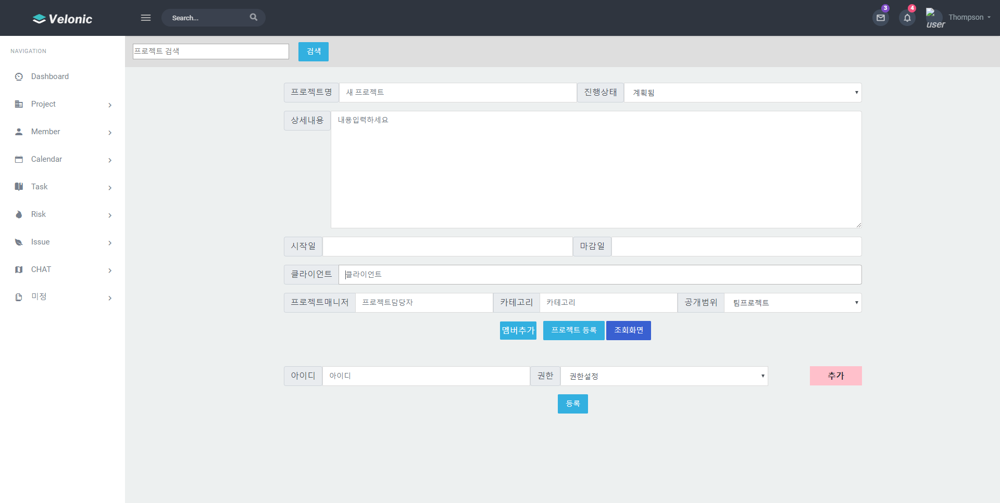 Velonic
Search...
3
4
user
Thompson
NAVIGATION
Dashboard
Project
Member
Calendar
Task
Risk
Issue
CHAT
미정
프로젝트 검색
검색
프로젝트명
새 프로젝트
진행상태
계획됨
상세내용
내용입력하세요
시작일
마감일
클라이언트
클라이언트
프로젝트매니저
프로젝트담당자
카테고리
카테고리
공개범위
팀프로젝트
멤버추가
프로젝트 등록
조회화면
아이디
아이디
권한
권한설정
추가
등록